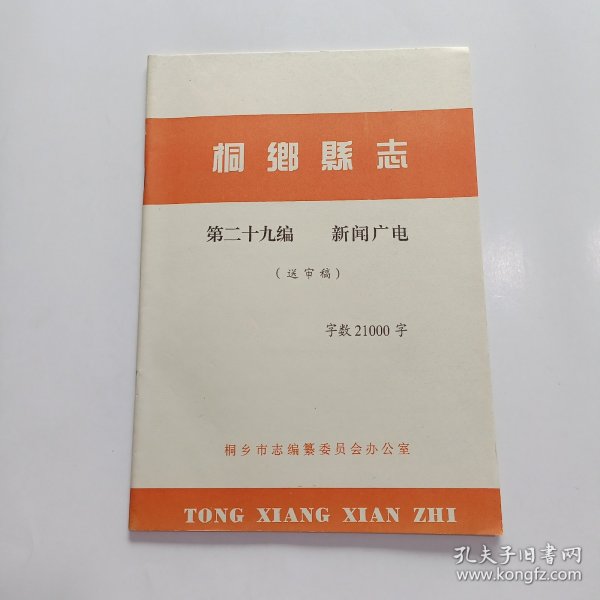 桐鄉縣志
第二十九编 新闻广电
(送审稿)
字数21000字
桐乡市志编纂委员会办公室
TONG XIANG XIAN ZHI
孔夫子旧书网
www.kongfz.com